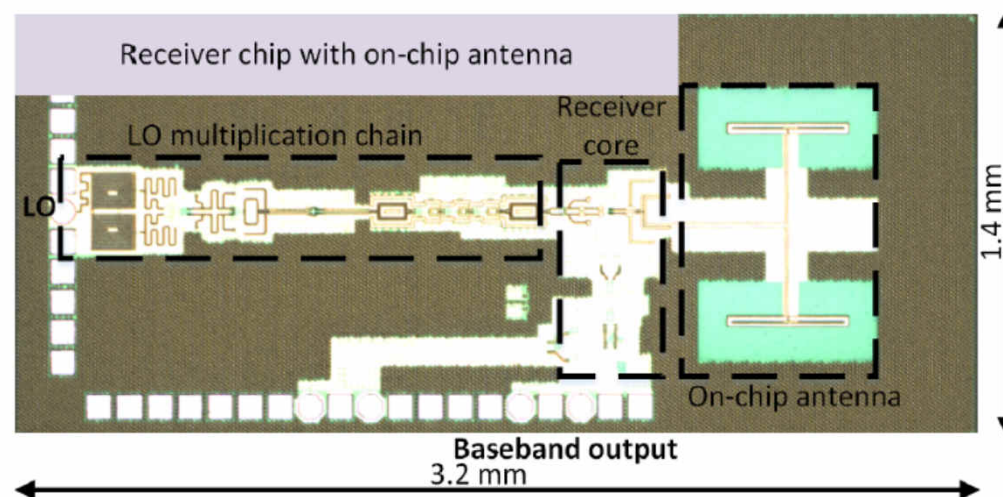 Receiver chip with on-chip antenna
Receiver
core
LO multiplication chain
LO
1.4 mm
On-chip antenna
Baseband output
3.2 mm